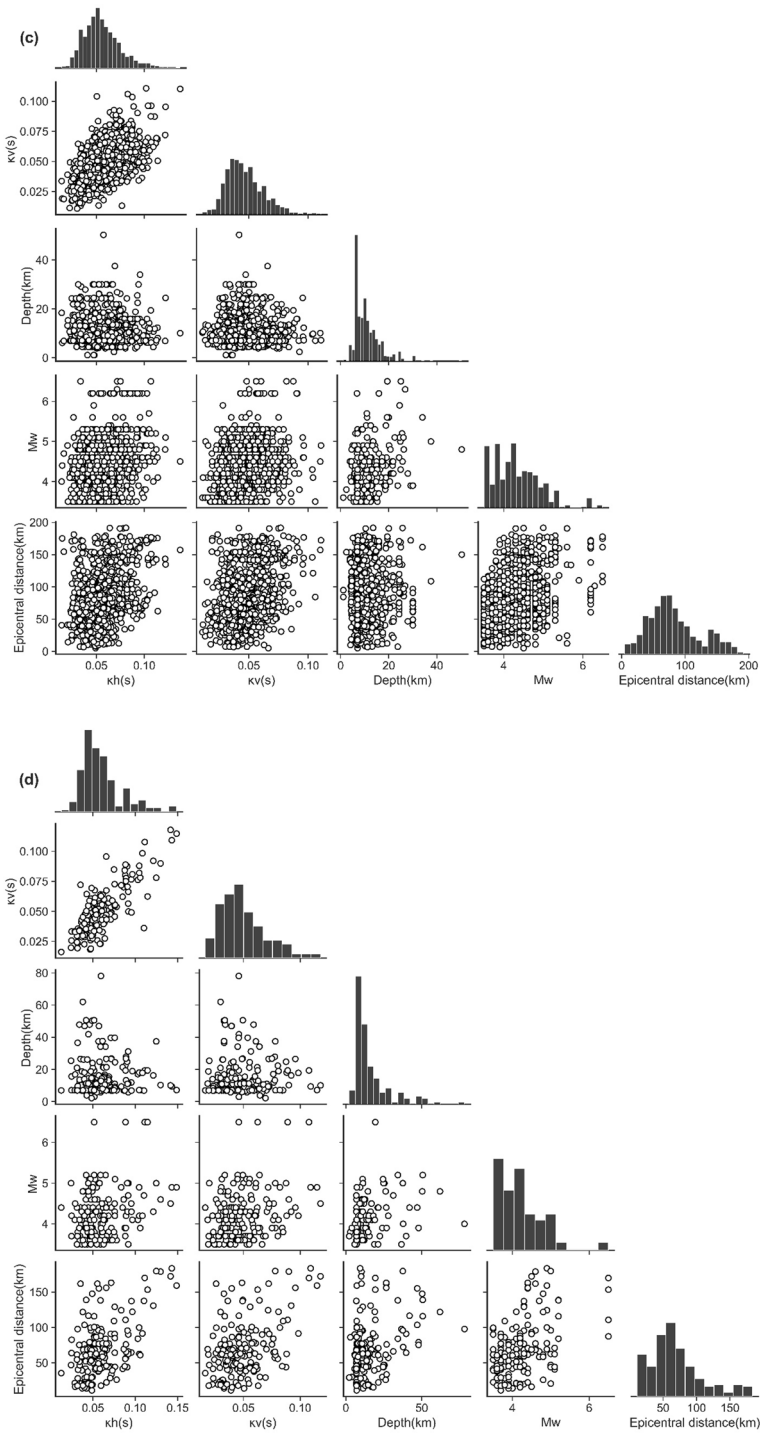 (c)
κv(s)
0.100
0.075
0.050
0.025
Depth(km)
40
20
0
Mw
6
5
4
Epicentral distance(km)
200
150
100
50
0
0.05 0.10
κh(s)
0.05 0.10
κv(s)
0 20 40
Depth(km)
4 6
Mw
0 100 200
Epicentral distance(km)
(d)
κv(s)
0.100
0.075
0.050
0.025
Depth(km)
80
60
40
20
0
Mw
6
5
4
Epicentral distance(km)
150
100
50
0.05 0.10 0.15
κh(s)
0.05 0.10
κv(s)
0 50
Depth(km)
4 6
Mw
50 100 150
Epicentral distance(km)